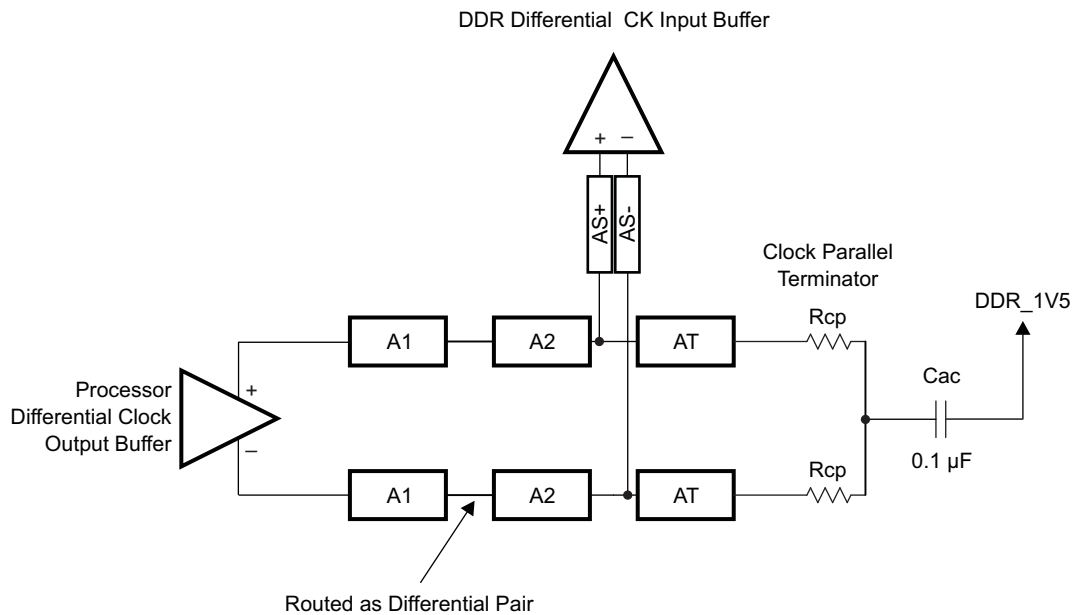 DDR Differential CK Input Buffer
+ −
AS+
AS-
Clock Parallel
Terminator
DDR_1V5
Rcp
A1
A2
AT
Processor
Differential Clock
Output Buffer
+
−
Cac
0.1 µF
Rcp
A1
A2
AT
Routed as Differential Pair